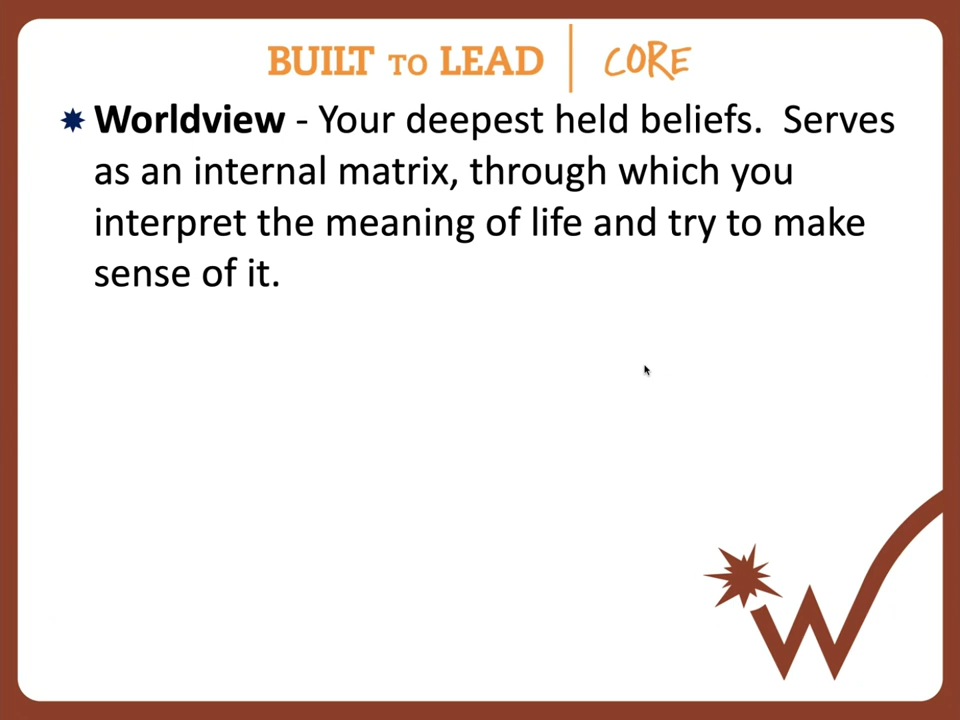 BUILT TO LEAD | CORE
Worldview - Your deepest held beliefs.  Serves
as an internal matrix, through which you
interpret the meaning of life and try to make
sense of it.
W